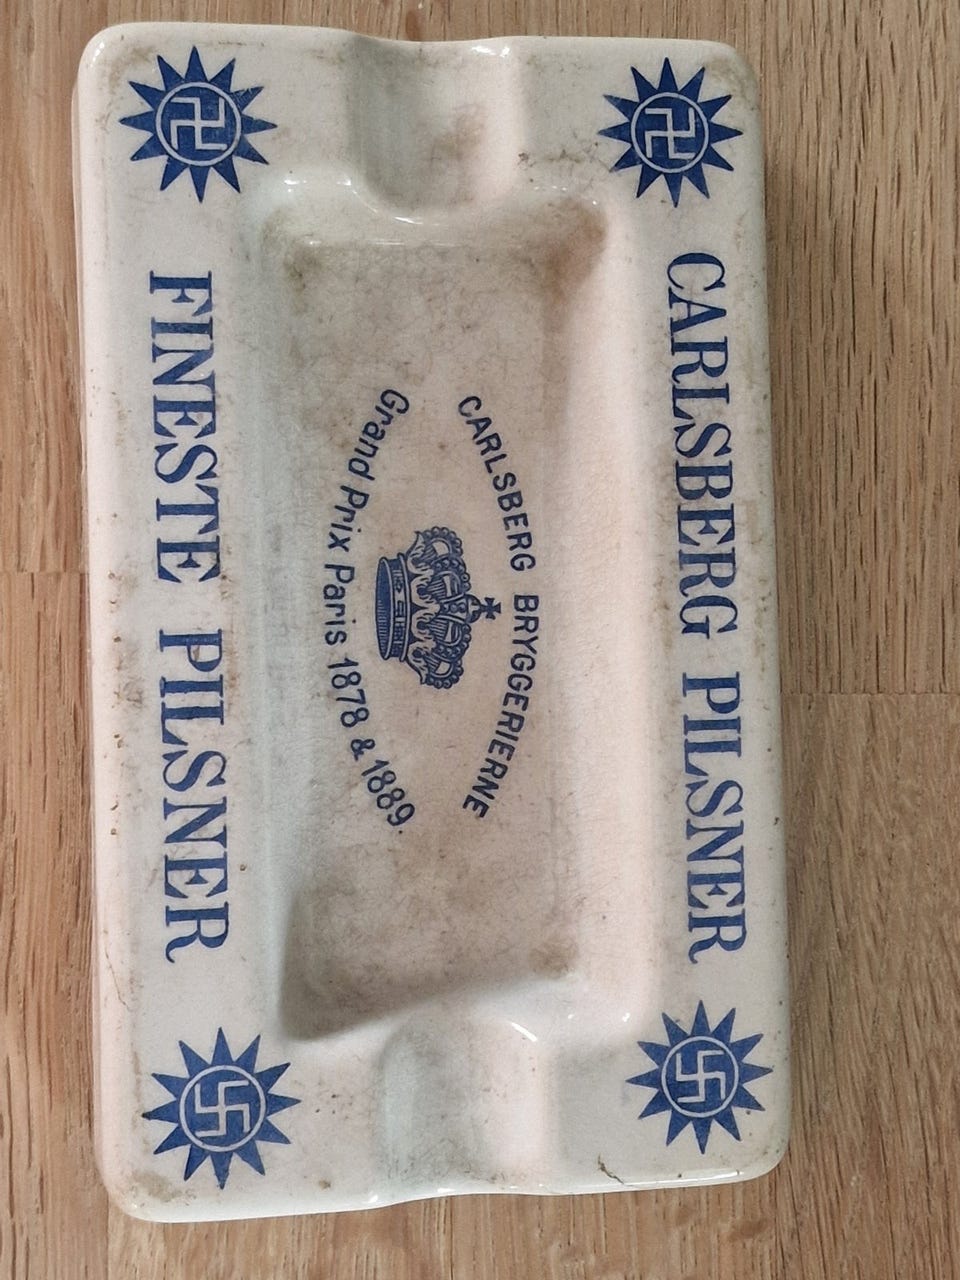 CARLSBERG PILSNER
CARLSBERG BRYGGERIERNE
Grand Prix Paris 1878 & 1889.
FINESTE PILSNER